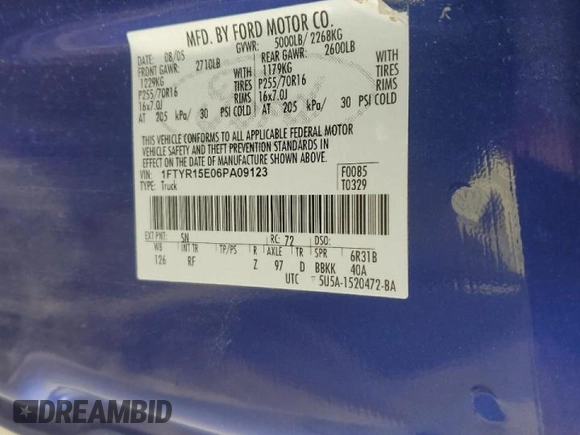 MFD. BY FORD MOTOR CO.
DATE: 08/05 GVWR: 5000LB/ 2268KG
FRONT GAWR: 2710LB REAR GAWR: 2600LB
1229KG 1179KG
P255/70R16 TIRES P255/70R16 TIRES
16x7.0J RIMS 16x7.0J RIMS
AT 205 kPa/ 30 PSI COLD AT 205 kPa/ 30 PSI COLD
THIS VEHICLE CONFORMS TO ALL APPLICABLE FEDERAL MOTOR
VEHICLE SAFETY AND THEFT PREVENTION STANDARDS IN
EFFECT ON THE DATE OF MANUFACTURE SHOWN ABOVE.
VIN: 1FTYR15E06PA09123 F0085
TYPE: Truck T0329
EXT PNT: SN RC: 72 DSO:
WB INT TR TP/PS R AXLE TR SPR 6R31B
126 RF Z 97 D BBKK 40A
UTC 5U5A-1520472-BA
DREAMBID